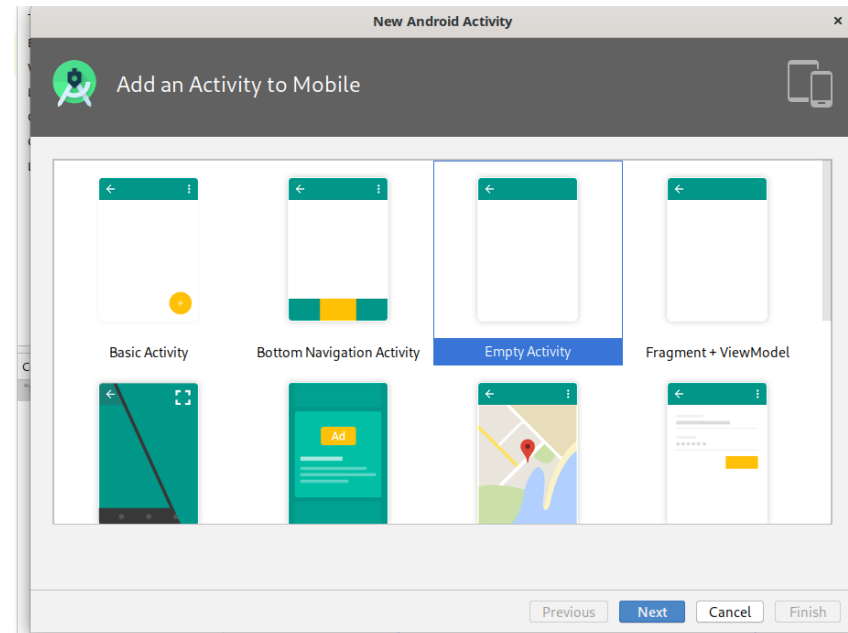 New Android Activity
Add an Activity to Mobile
Basic Activity
Bottom Navigation Activity
Empty Activity
Fragment + ViewModel
Ad
Previous
Next
Cancel
Finish